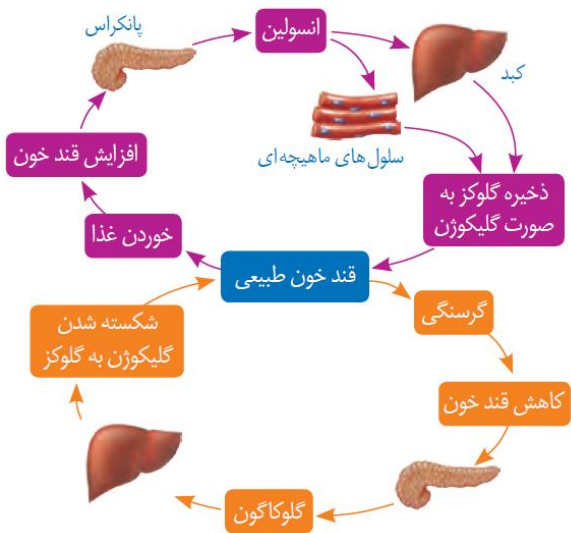 پانکراس
انسولین
کبد
سلول‌های ماهیچه‌ای
افزایش قند خون
ذخیره گلوکز به
صورت گلیکوژن
خوردن غذا
قند خون طبیعی
گرسنگی
شکسته شدن
گلیکوژن به گلوکز
کاهش قند خون
گلوکاگون